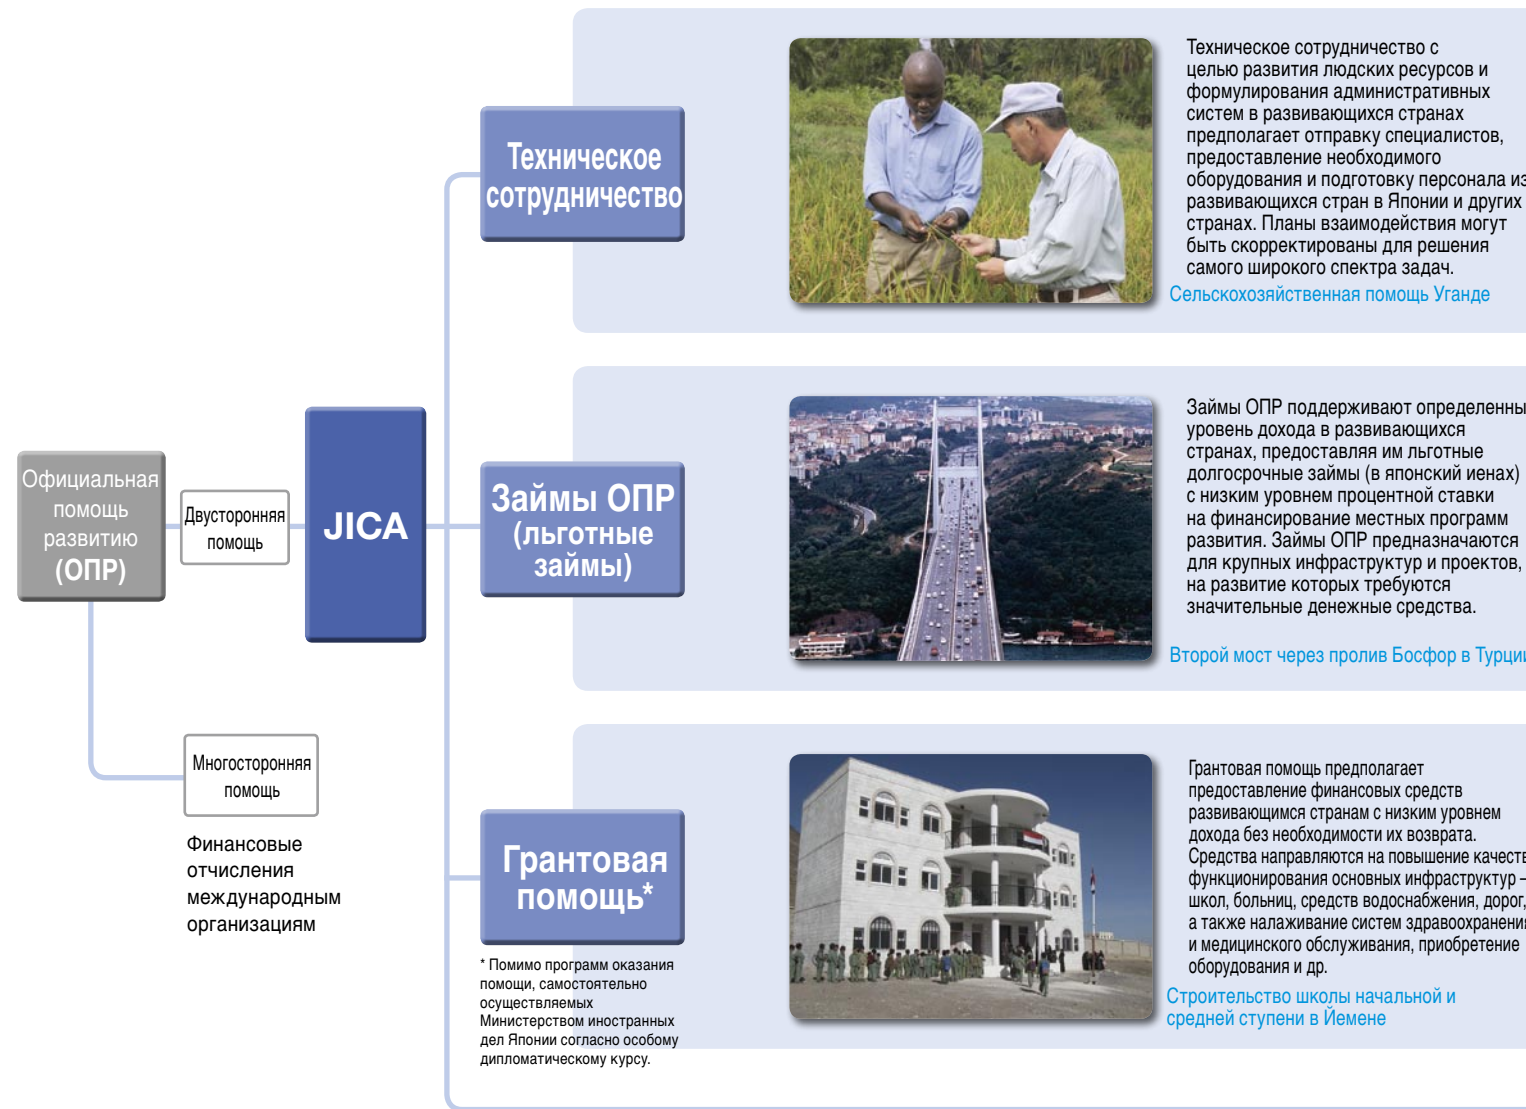 Официальная
помощь
развитию
(ОПР)
Двусторонняя
помощь
JICA
Многосторонняя
помощь
Финансовые
отчисления
международным
организациям
Техническое
сотрудничество
Техническое сотрудничество с
целью развития людских ресурсов и
формулирования административных
систем в развивающихся странах
предполагает отправку специалистов,
предоставление необходимого
оборудования и подготовку персонала из
развивающихся стран в Японии и других
странах. Планы взаимодействия могут
быть скорректированы для решения
самого широкого спектра задач.
Сельскохозяйственная помощь Уганде
Займы ОПР
(льготные
займы)
Займы ОПР поддерживают определенны
уровень дохода в развивающихся
странах, предоставляя им льготные
долгосрочные займы (в японский иенах)
с низким уровнем процентной ставки
на финансирование местных программ
развития. Займы ОПР предназначаются
для крупных инфраструктур и проектов,
на развитие которых требуются
значительные денежные средства.
Второй мост через пролив Босфор в Турции
Грантовая
помощь*
* Помимо программ оказания
помощи, самостоятельно
осуществляемых
Министерством иностранных
дел Японии согласно особому
дипломатическому курсу.
Грантовая помощь предполагает
предоставление финансовых средств
развивающимся странам с низким уровнем
дохода без необходимости их возврата.
Средства направляются на повышение качеств
функционирования основных инфраструктур –
школ, больниц, средств водоснабжения, дорог,
а также налаживание систем здравоохранения
и медицинского обслуживания, приобретение
оборудования и др.
Строительство школы начальной и
средней ступени в Йемене